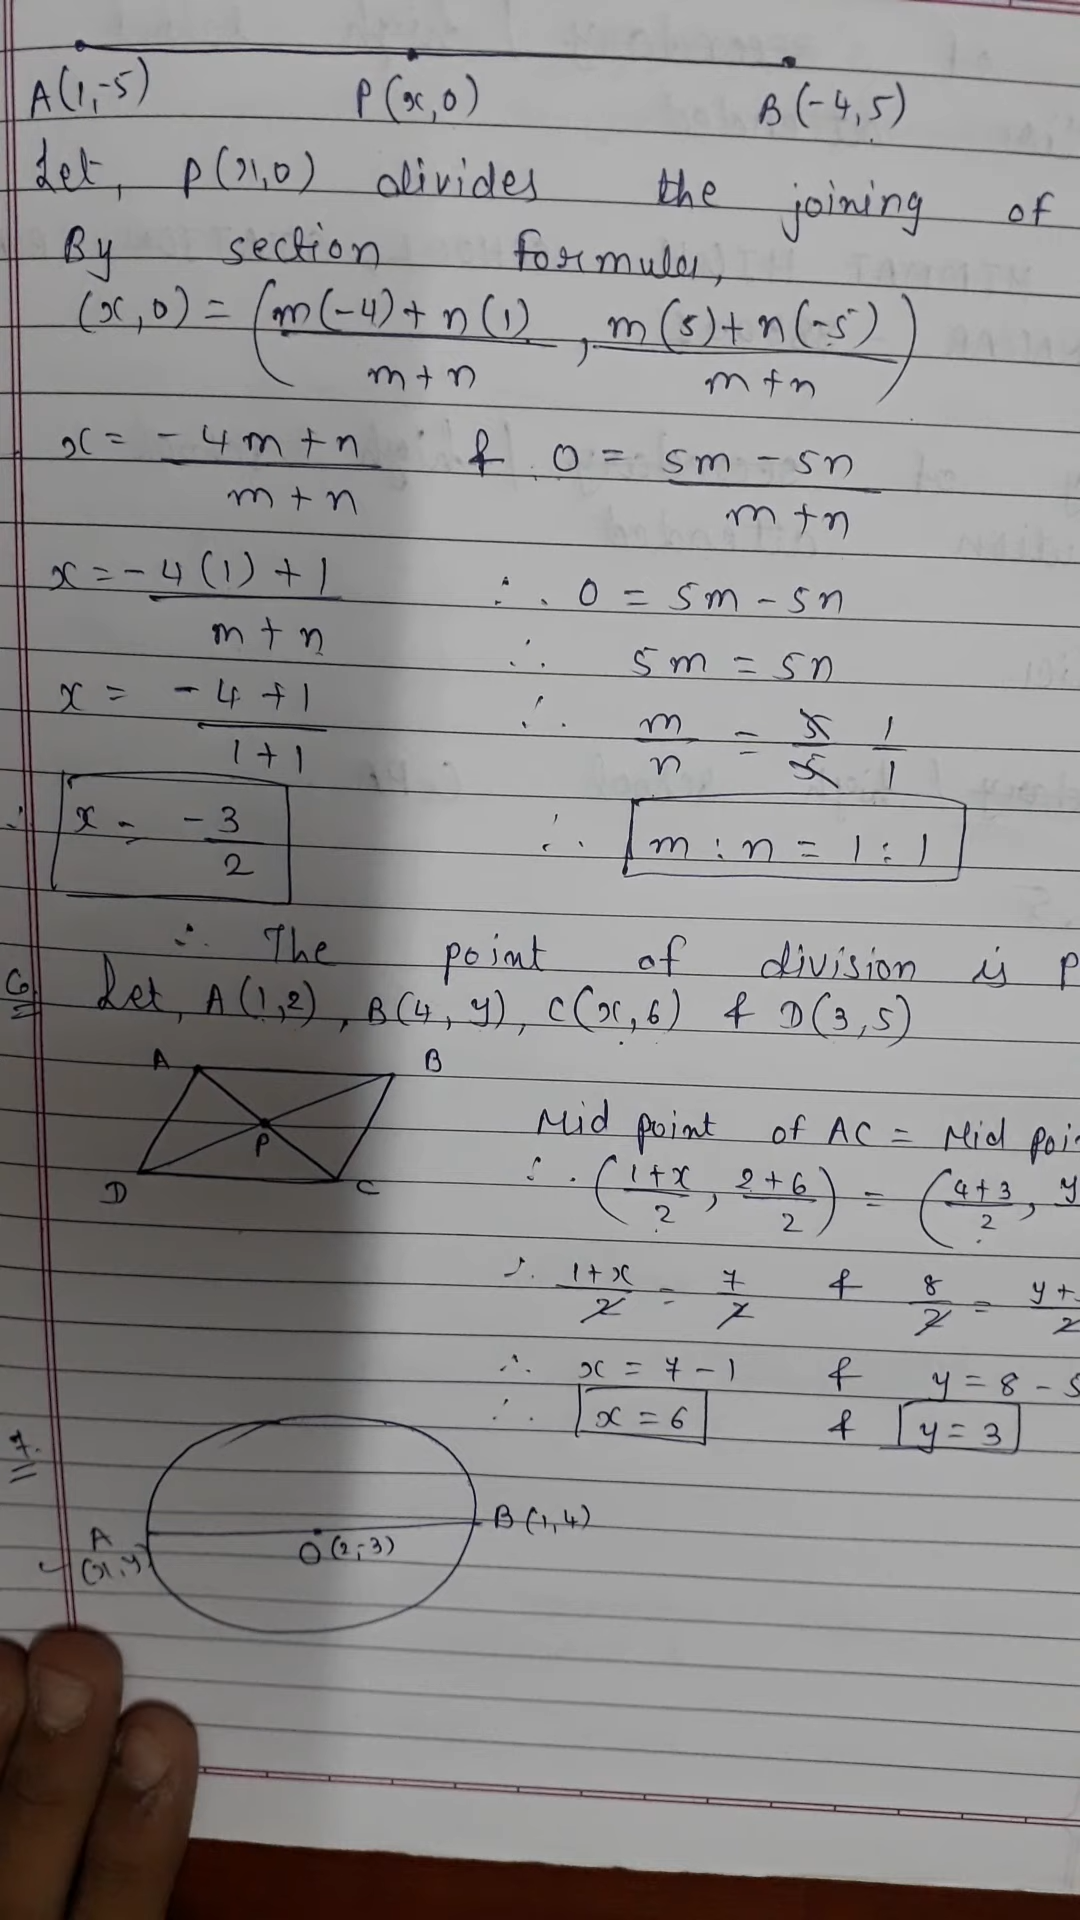 A(1,-5) P(x,0) B(-4,5)
Let, P(x,0) divides the joining of
By section formula,
(x,0) = (m(-4)+n(1)/m+n, m(5)+n(-5)/m+n)
x = -4m+n/m+n & 0 = 5m-5n/m+n
x = -4(1)+1/m+n ∴ 0 = 5m-5n
∴ 5m = 5n
x = -4+1/1+1 ∴ m/n = 5/5 1/1
∴ x = -3/2 ∴ m:n = 1:1
∴ The point of division is P
6. Let, A(1,2), B(4,y), C(x,6) & D(3,5)
A B
P
D C
Mid point of AC = Mid poi
∴ (1+x/2, 2+6/2) = (4+3/2, y
∴ 1+x/2 = 7/2 & 8/2 = y+
∴ x = 7-1 & y = 8-5
∴ x = 6 & y = 3
7.
A (x,y) O(2,-3) B(1,4)